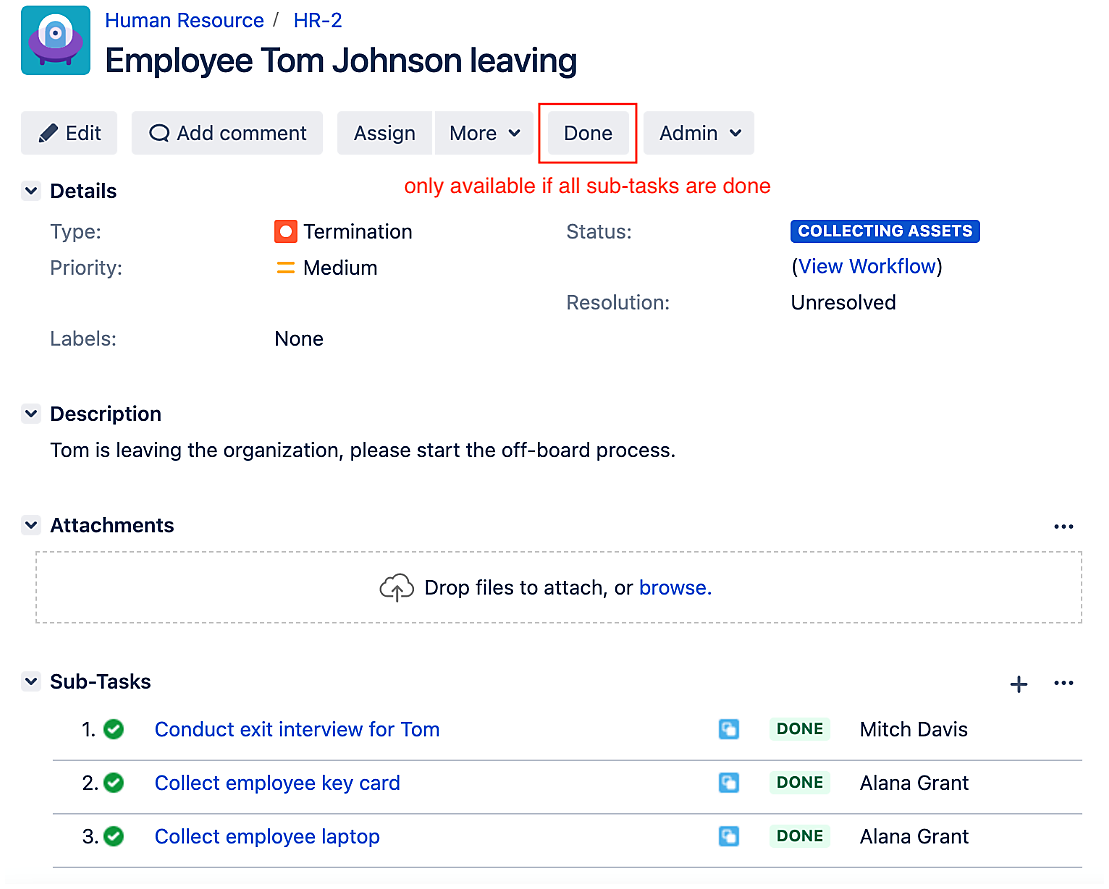 Human Resource / HR-2
Employee Tom Johnson leaving
Edit Add comment Assign More Done Admin
only available if all sub-tasks are done
Details
Type: Termination Status: COLLECTING ASSETS
Priority: Medium (View Workflow)
Resolution: Unresolved
Labels: None
Description
Tom is leaving the organization, please start the off-board process.
Attachments
Drop files to attach, or browse.
Sub-Tasks
1. Conduct exit interview for Tom DONE Mitch Davis
2. Collect employee key card DONE Alana Grant
3. Collect employee laptop DONE Alana Grant